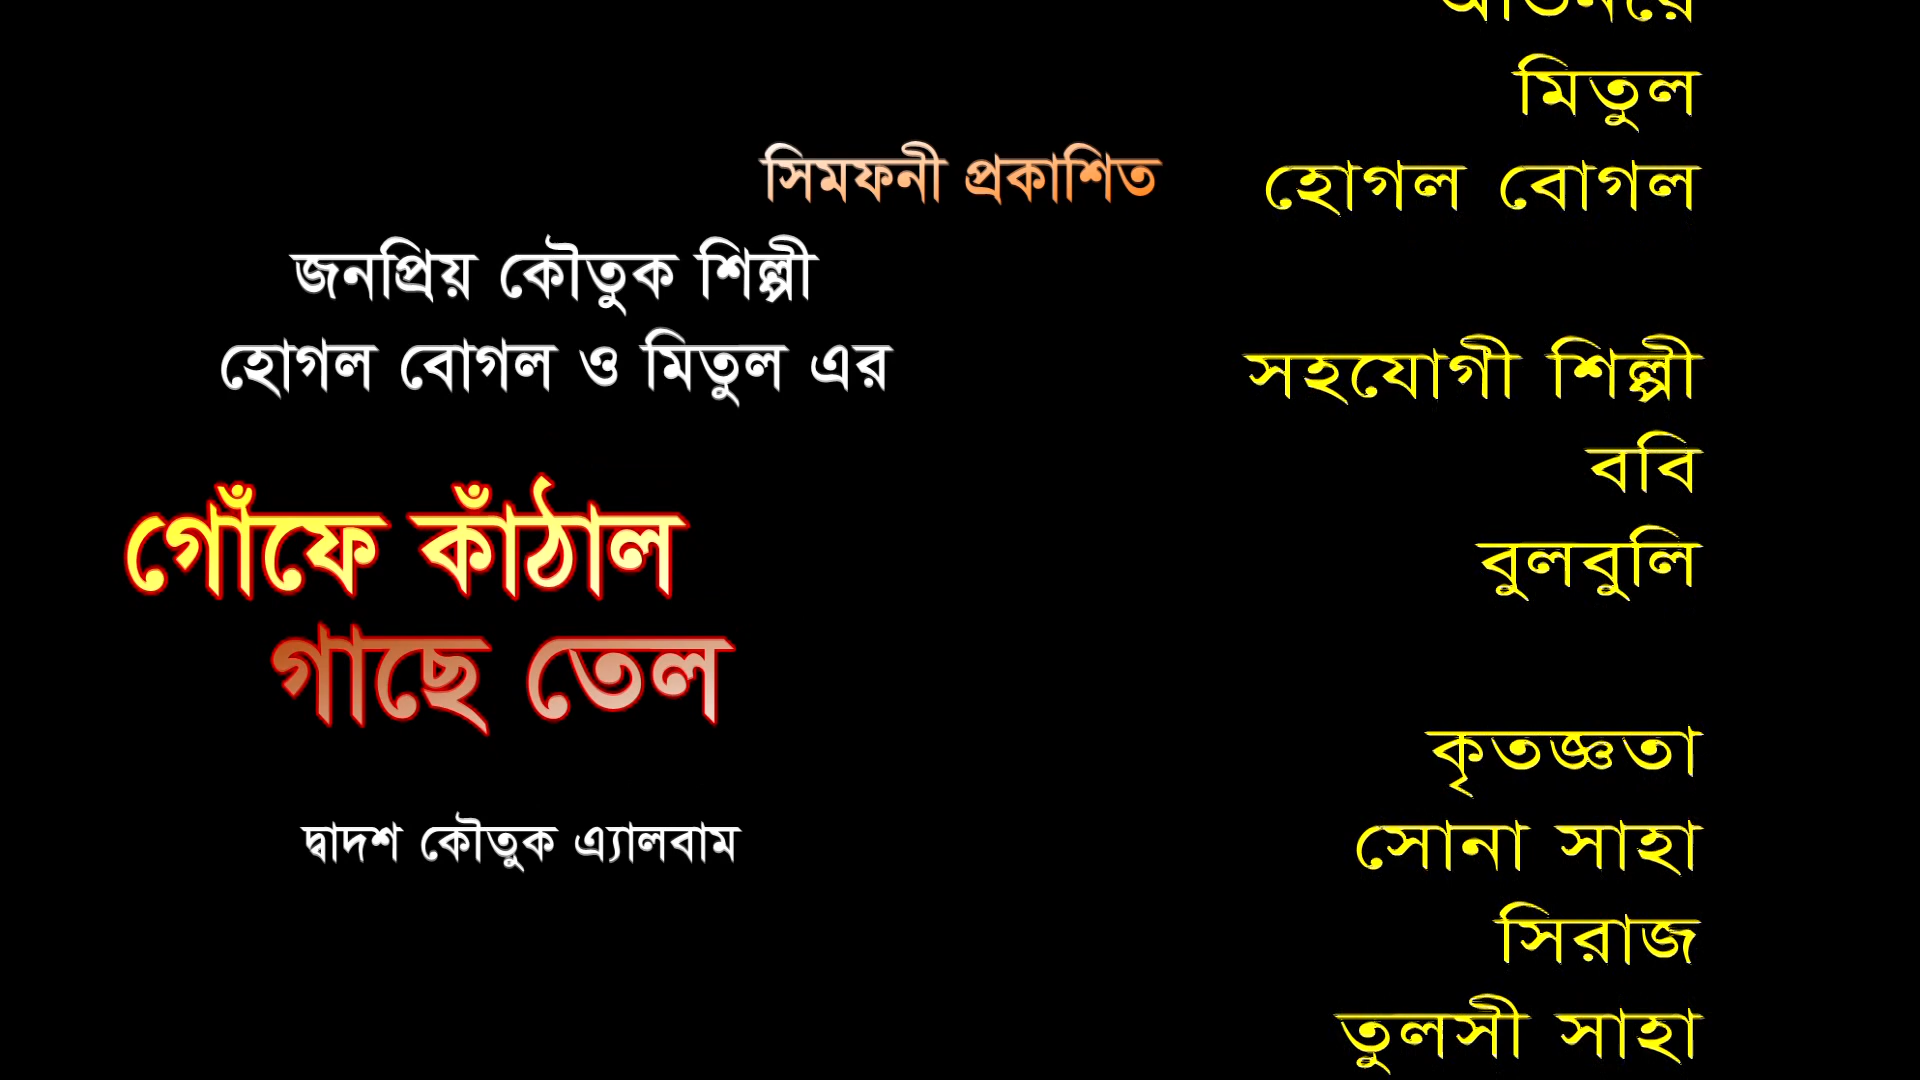 সিমফনী প্রকাশিত
জনপ্রিয় কৌতুক শিল্পী
হোগল বোগল ও মিতুল এর
গোঁফে কাঁঠাল
গাছে তেল
দ্বাদশ কৌতুক এ্যালবাম
মিতুল
হোগল বোগল
সহযোগী শিল্পী
ববি
বুলবুলি
কৃতজ্ঞতা
সোনা সাহা
সিরাজ
তুলসী সাহা